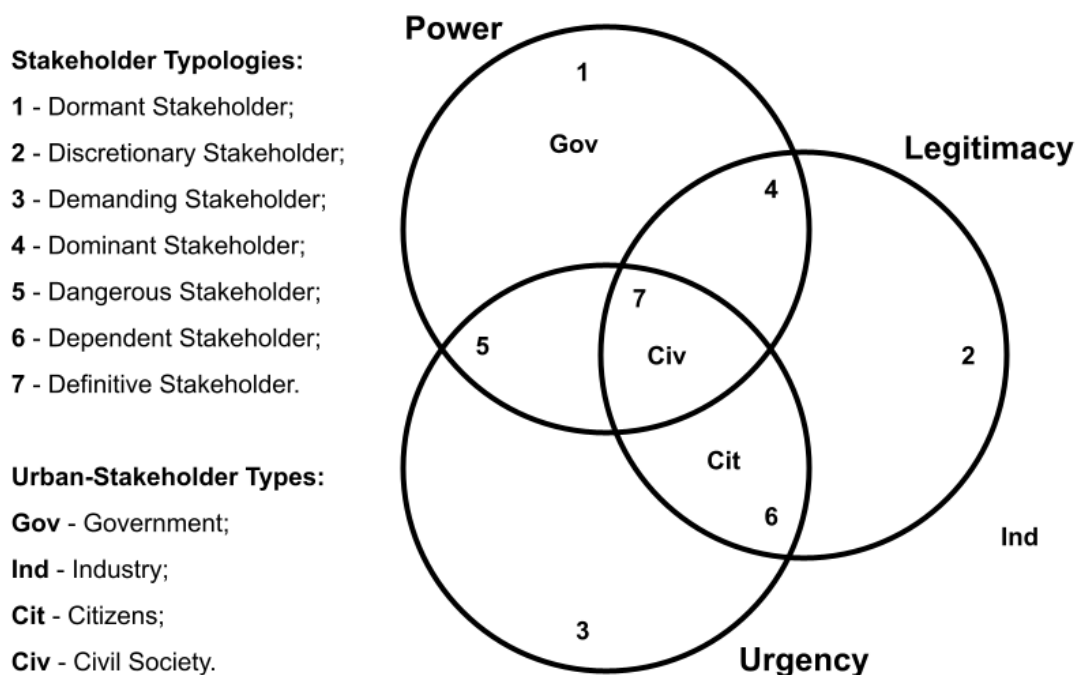 Stakeholder Typologies:
1 - Dormant Stakeholder;
2 - Discretionary Stakeholder;
3 - Demanding Stakeholder;
4 - Dominant Stakeholder;
5 - Dangerous Stakeholder;
6 - Dependent Stakeholder;
7 - Definitive Stakeholder.
Urban-Stakeholder Types:
Gov - Government;
Ind - Industry;
Cit - Citizens;
Civ - Civil Society.
Power
1
Gov
Legitimacy
4
7
5
Civ
2
Cit
6
Ind
3
Urgency